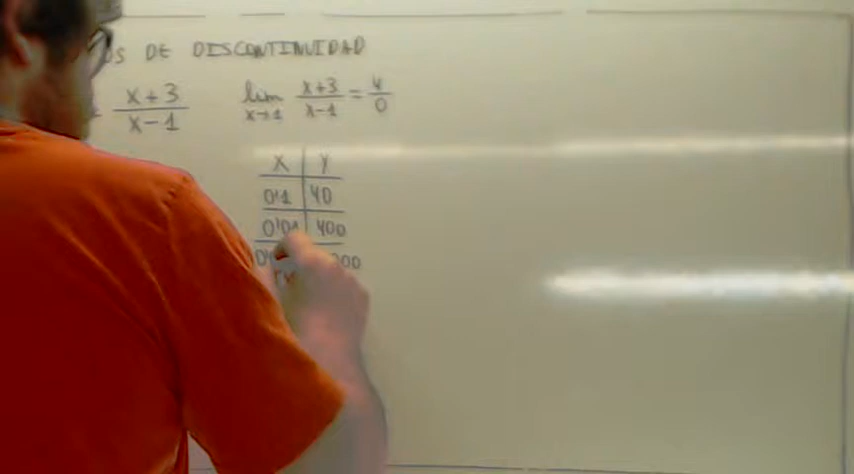 DE DISCONTINUIDAD
x+3 / x-1
lim x→1 x+3 / x-1 = 4/0
X Y
0'1 40
0'01 400